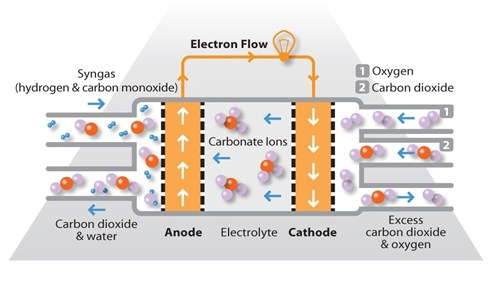 Electron Flow
Syngas
(hydrogen & carbon monoxide)
1 Oxygen
2 Carbon dioxide
1
2
Carbonate Ions
Carbon dioxide
& water
Anode
Electrolyte
Cathode
Excess
carbon dioxide
& oxygen